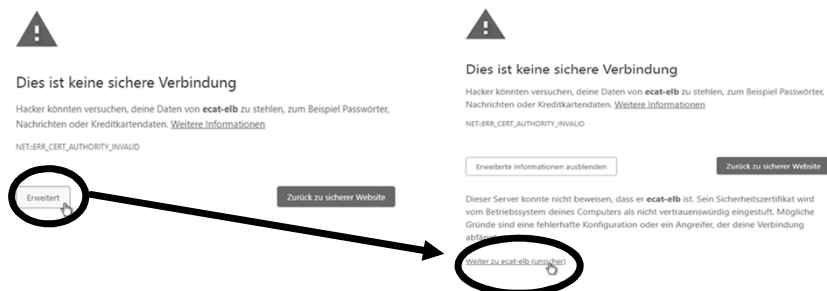 Dies ist keine sichere Verbindung
Hacker könnten versuchen, deine Daten von ecat-elb zu stehlen, zum Beispiel Passwörter,
Nachrichten oder Kreditkartendaten. Weitere Informationen
NET::ERR_CERT_AUTHORITY_INVALID
Erweitert
Zurück zu sicherer Website
Dies ist keine sichere Verbindung
Hacker könnten versuchen, deine Daten von ecat-elb zu stehlen, zum Beispiel Passwörter,
Nachrichten oder Kreditkartendaten. Weitere Informationen
NET::ERR_CERT_AUTHORITY_INVALID
Erweiterte Informationen ausblenden
Zurück zu sicherer Website
Dieser Server konnte nicht beweisen, dass er ecat-elb ist. Sein Sicherheitszertifikat wird
vom Betriebssystem deines Computers als nicht vertrauenswürdig eingestuft. Mögliche
Gründe sind eine fehlerhafte Konfiguration oder ein Angreifer, der deine Verbindung
Weiter zu ecat-elb (unsicher)